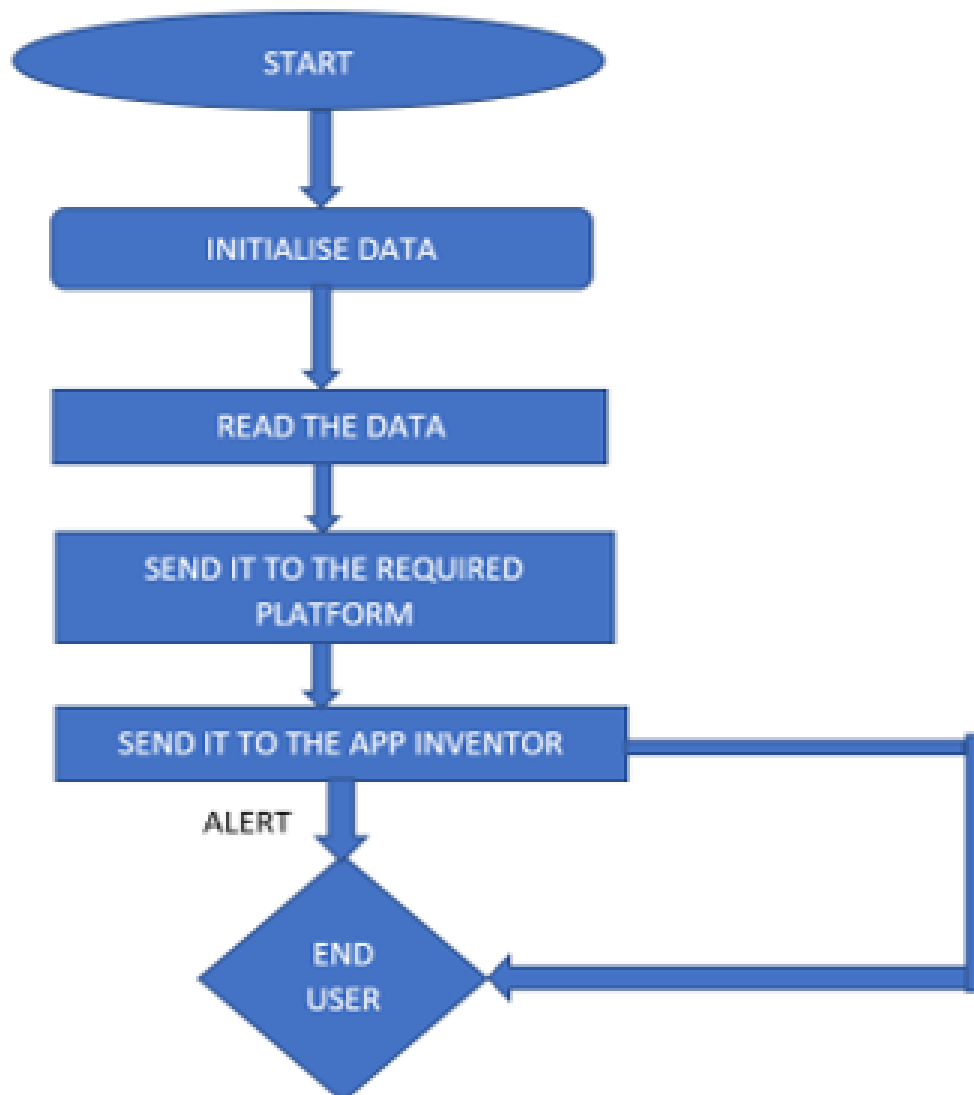 START
INITIALISE DATA
READ THE DATA
SEND IT TO THE REQUIRED
PLATFORM
SEND IT TO THE APP INVENTOR
ALERT
END
USER